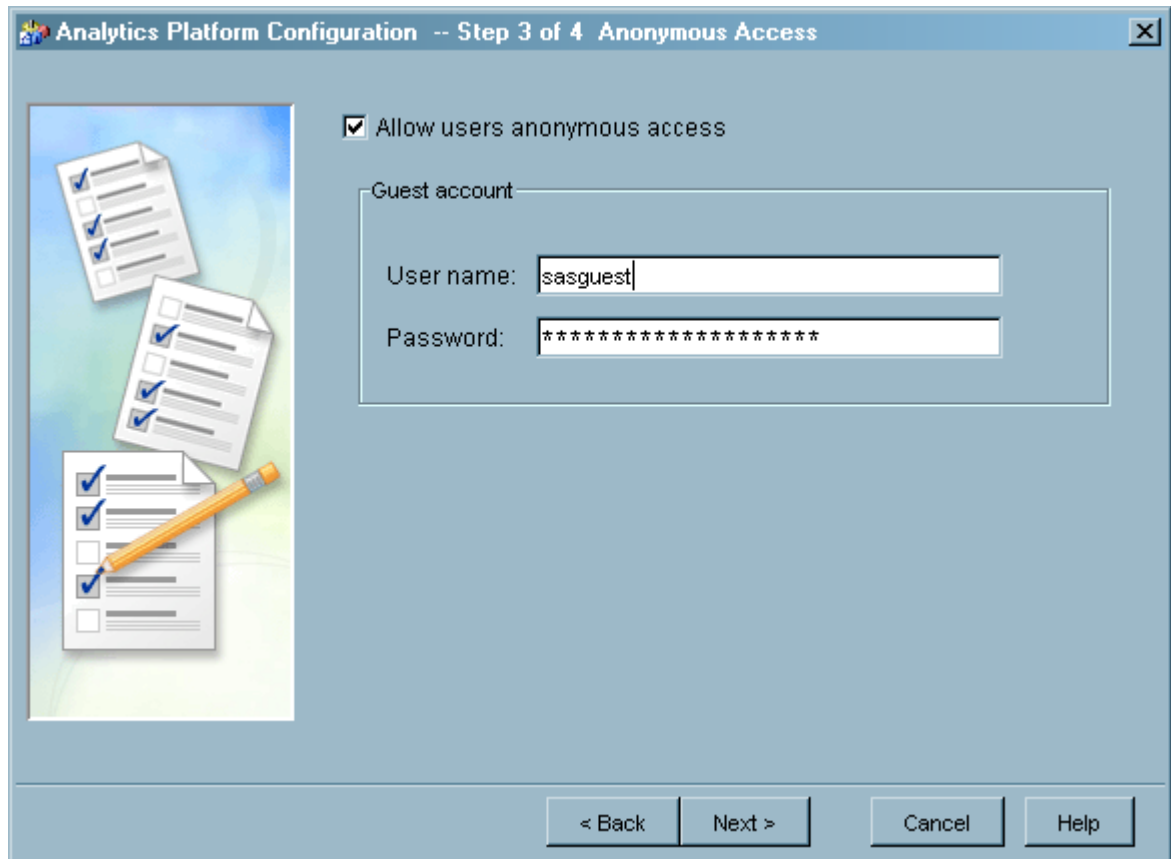 Analytics Platform Configuration -- Step 3 of 4 Anonymous Access
Allow users anonymous access
Guest account
User name: sasguest
Password: ********************
< Back Next > Cancel Help